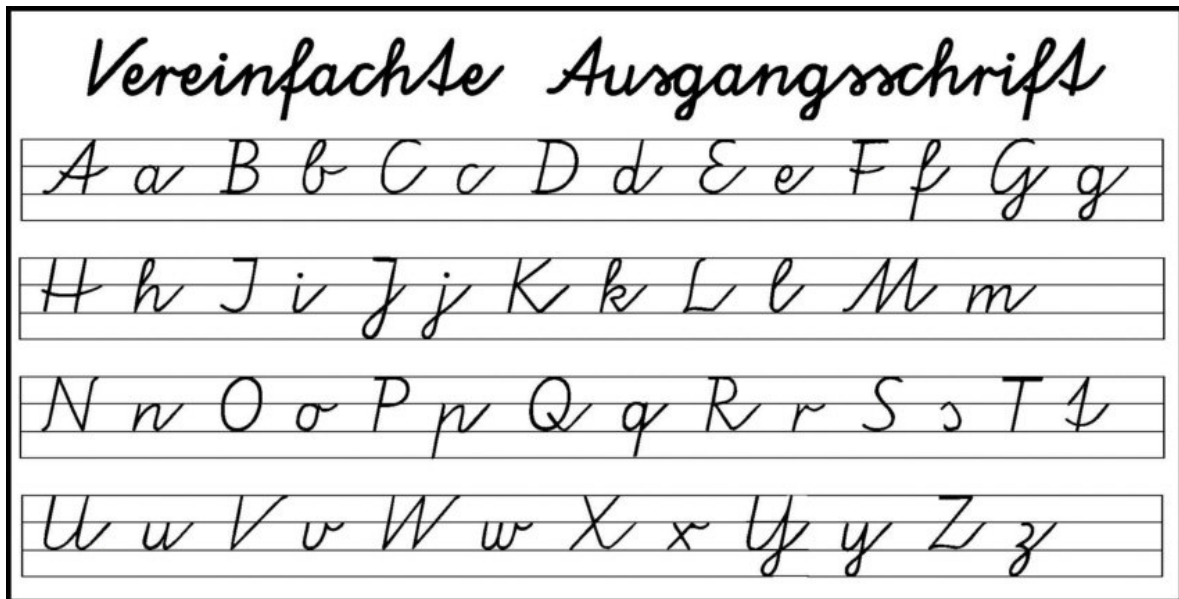 Vereinfachte Ausgangsschrift
A a B b C c D d E e F f G g
H h I i J j K k L l M m
N n O o P p Q q R r S s T t
U u V v W w X x Y y Z z